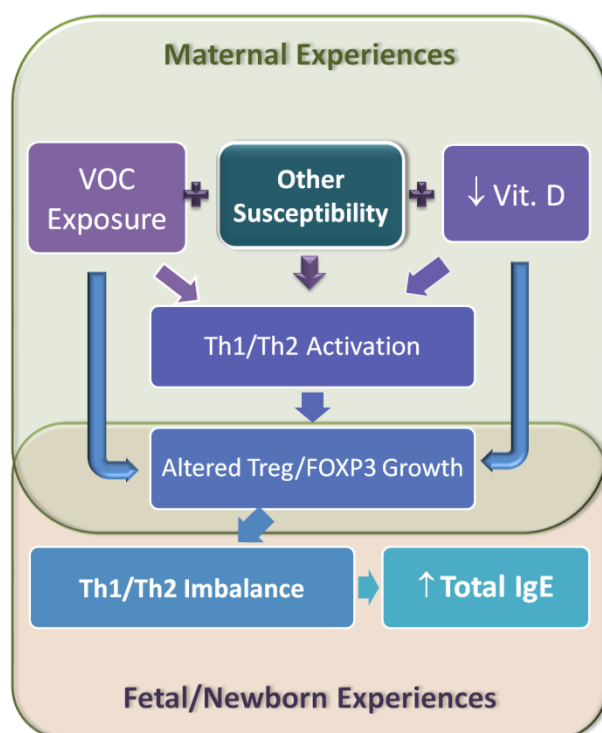 Maternal Experiences
VOC
Exposure
+
Other
Susceptibility
+
↓ Vit. D
Th1/Th2 Activation
Altered Treg/FOXP3 Growth
Th1/Th2 Imbalance
↑ Total IgE
Fetal/Newborn Experiences